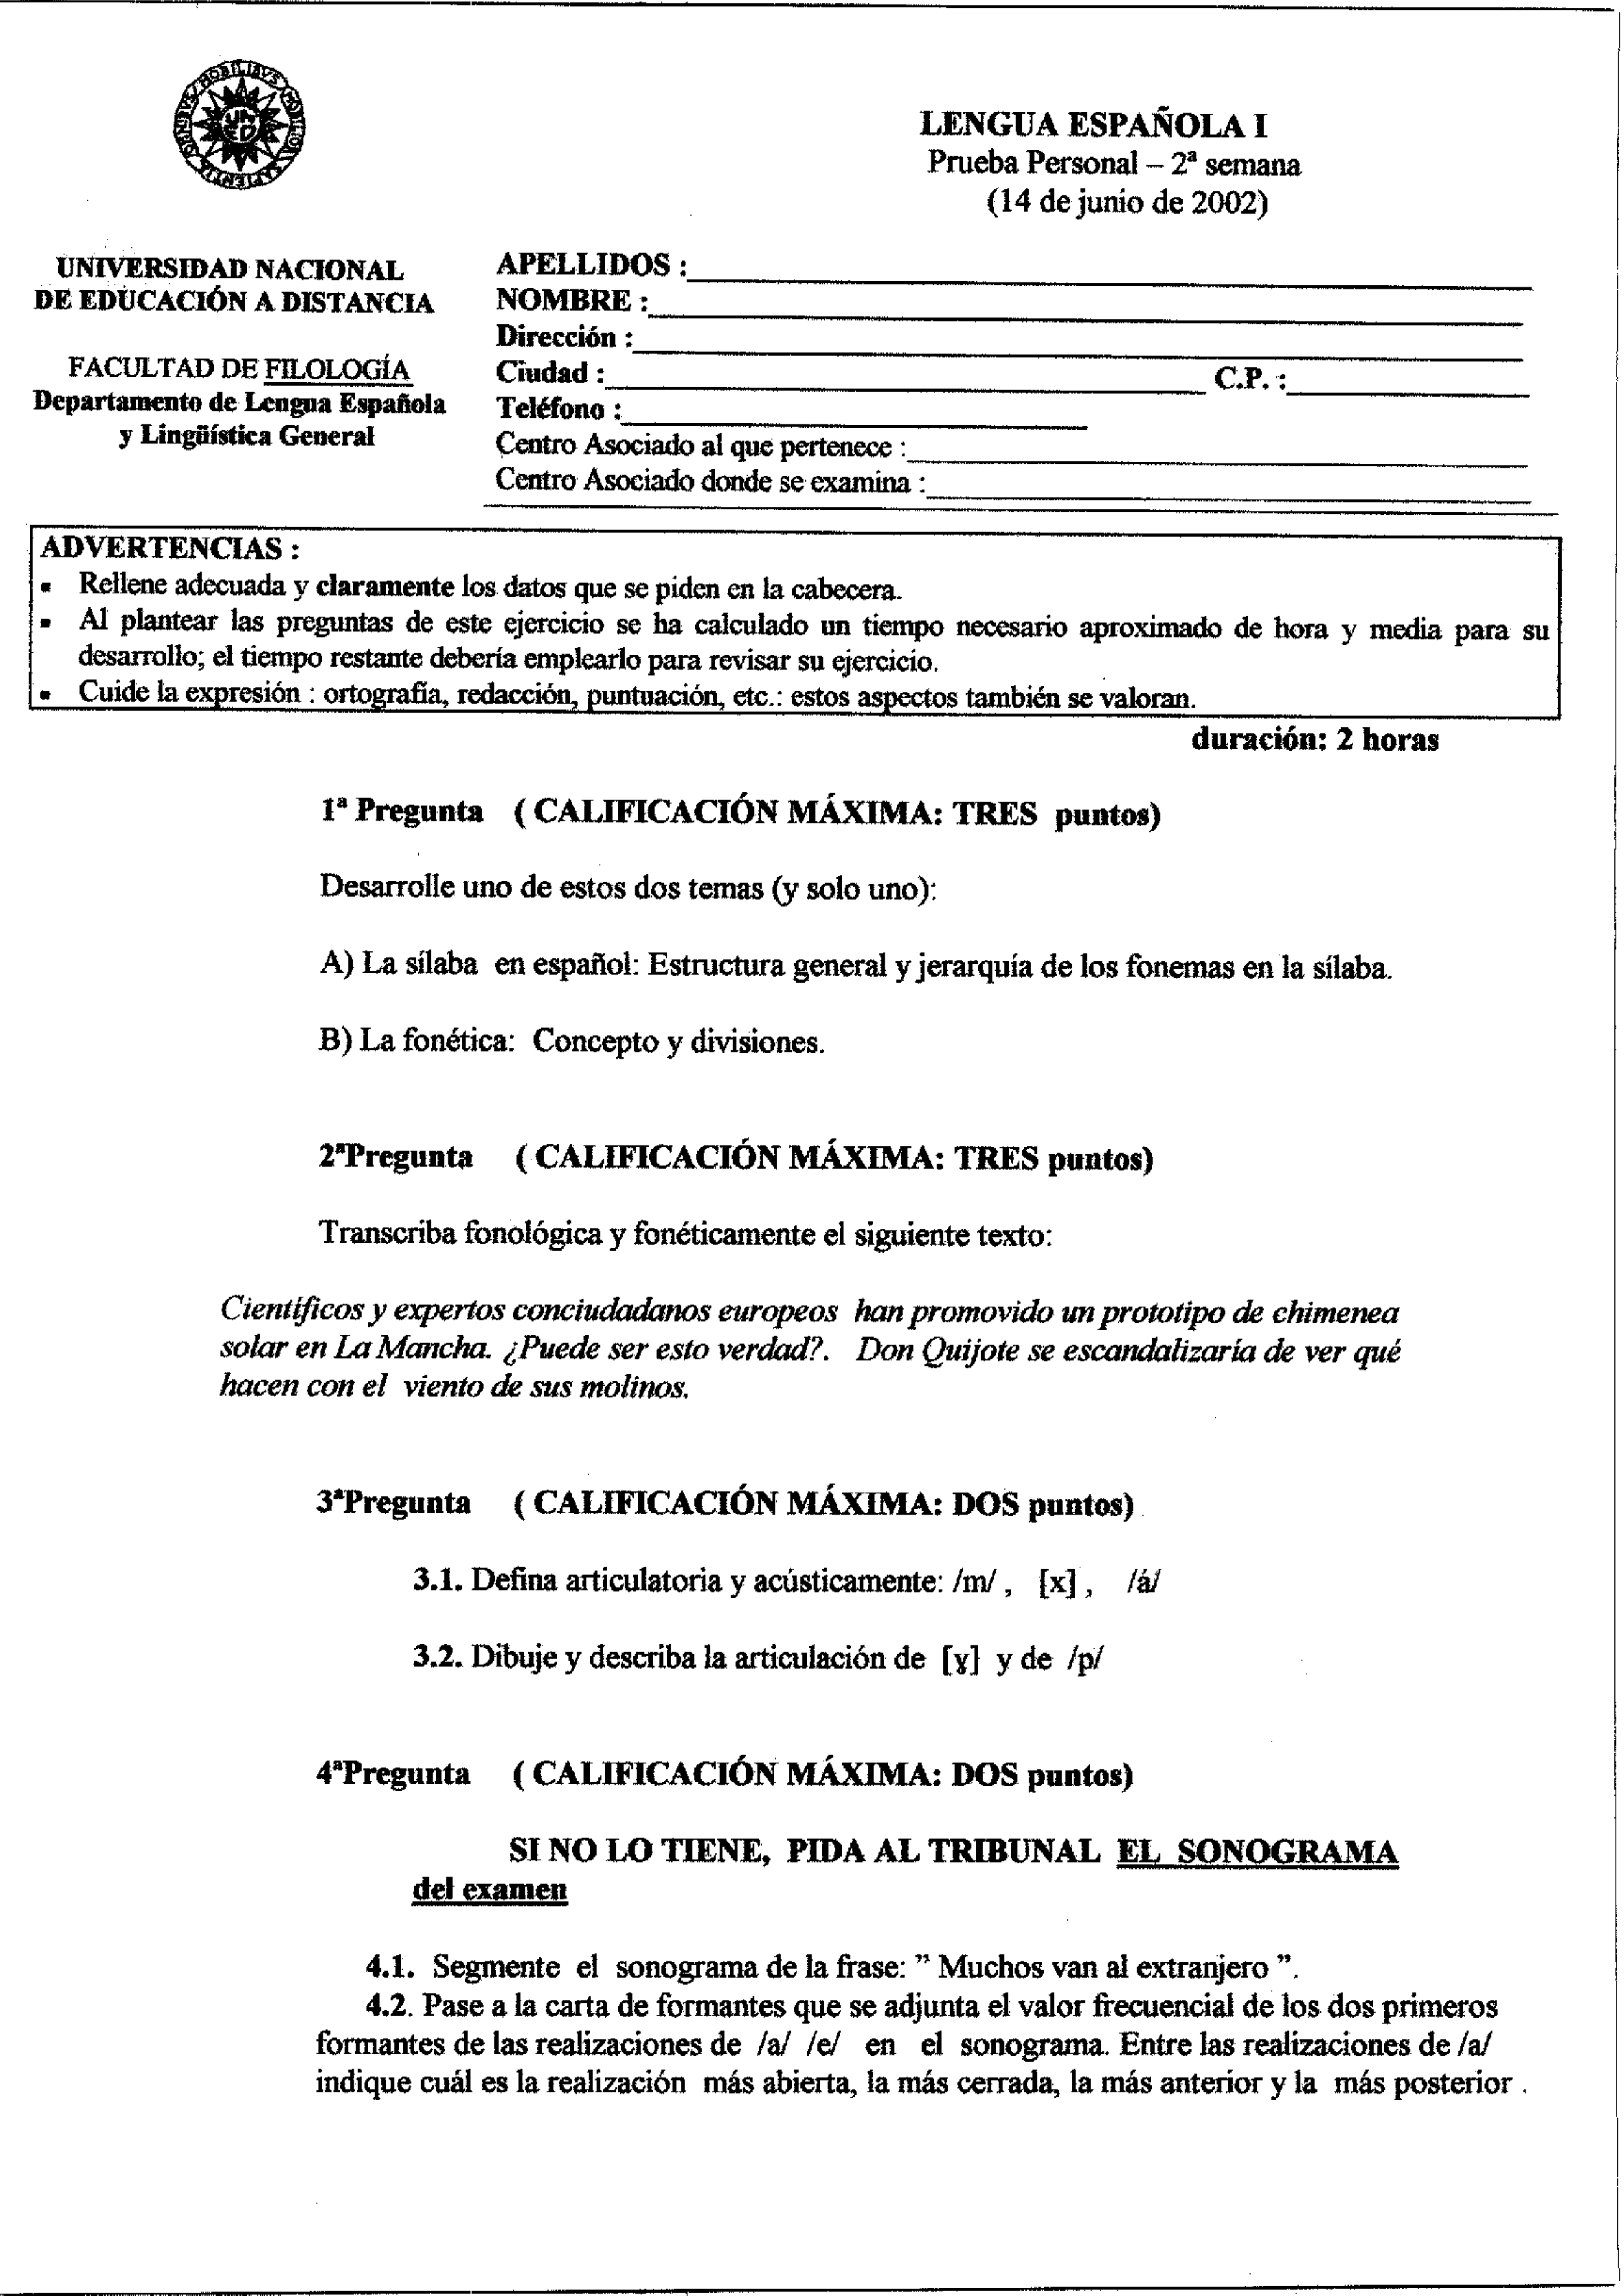 LENGUA ESPAÑOLA I
Prueba Personal – 2ª semana
(14 de junio de 2002)
UNED
UNIVERSIDAD NACIONAL
DE EDUCACIÓN A DISTANCIA
FACULTAD DE FILOLOGÍA
Departamento de Lengua Española
y Lingüística General
APELLIDOS :
NOMBRE :
Dirección :
Ciudad : C.P. :
Teléfono :
Centro Asociado al que pertenece :
Centro Asociado donde se examina :
ADVERTENCIAS :
▪ Rellene adecuada y claramente los datos que se piden en la cabecera.
▪ Al plantear las preguntas de este ejercicio se ha calculado un tiempo necesario aproximado de hora y media para su
desarrollo; el tiempo restante debería emplearlo para revisar su ejercicio.
▪ Cuide la expresión : ortografía, redacción, puntuación, etc.: estos aspectos también se valoran.
duración: 2 horas
1ª Pregunta ( CALIFICACIÓN MÁXIMA: TRES puntos)
Desarrolle uno de estos dos temas (y solo uno):
A) La sílaba en español: Estructura general y jerarquía de los fonemas en la sílaba.
B) La fonética: Concepto y divisiones.
2ªPregunta ( CALIFICACIÓN MÁXIMA: TRES puntos)
Transcriba fonológica y fonéticamente el siguiente texto:
Científicos y expertos conciudadanos europeos han promovido un prototipo de chimenea
solar en La Mancha. ¿Puede ser esto verdad?. Don Quijote se escandalizaría de ver qué
hacen con el viento de sus molinos.
3ªPregunta ( CALIFICACIÓN MÁXIMA: DOS puntos)
3.1. Defina articulatoria y acústicamente: /m/ , [x] , /á/
3.2. Dibuje y describa la articulación de [ɣ] y de /p/
4ªPregunta ( CALIFICACIÓN MÁXIMA: DOS puntos)
SI NO LO TIENE, PIDA AL TRIBUNAL EL SONOGRAMA
del examen
4.1. Segmente el sonograma de la frase: ” Muchos van al extranjero ”.
4.2. Pase a la carta de formantes que se adjunta el valor frecuencial de los dos primeros
formantes de las realizaciones de /a/ /e/ en el sonograma. Entre las realizaciones de /a/
indique cuál es la realización más abierta, la más cerrada, la más anterior y la más posterior .